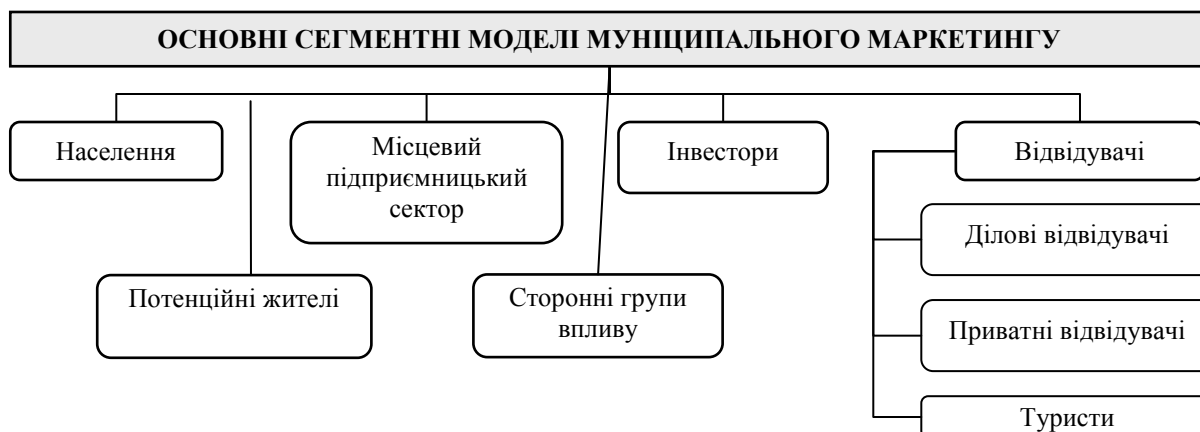 ОСНОВНІ СЕГМЕНТНІ МОДЕЛІ МУНІЦИПАЛЬНОГО МАРКЕТИНГУ
Населення
Місцевий
підприємницький
сектор
Інвестори
Відвідувачі
Ділові відвідувачі
Потенційні жителі
Сторонні групи
впливу
Приватні відвідувачі
Туристи